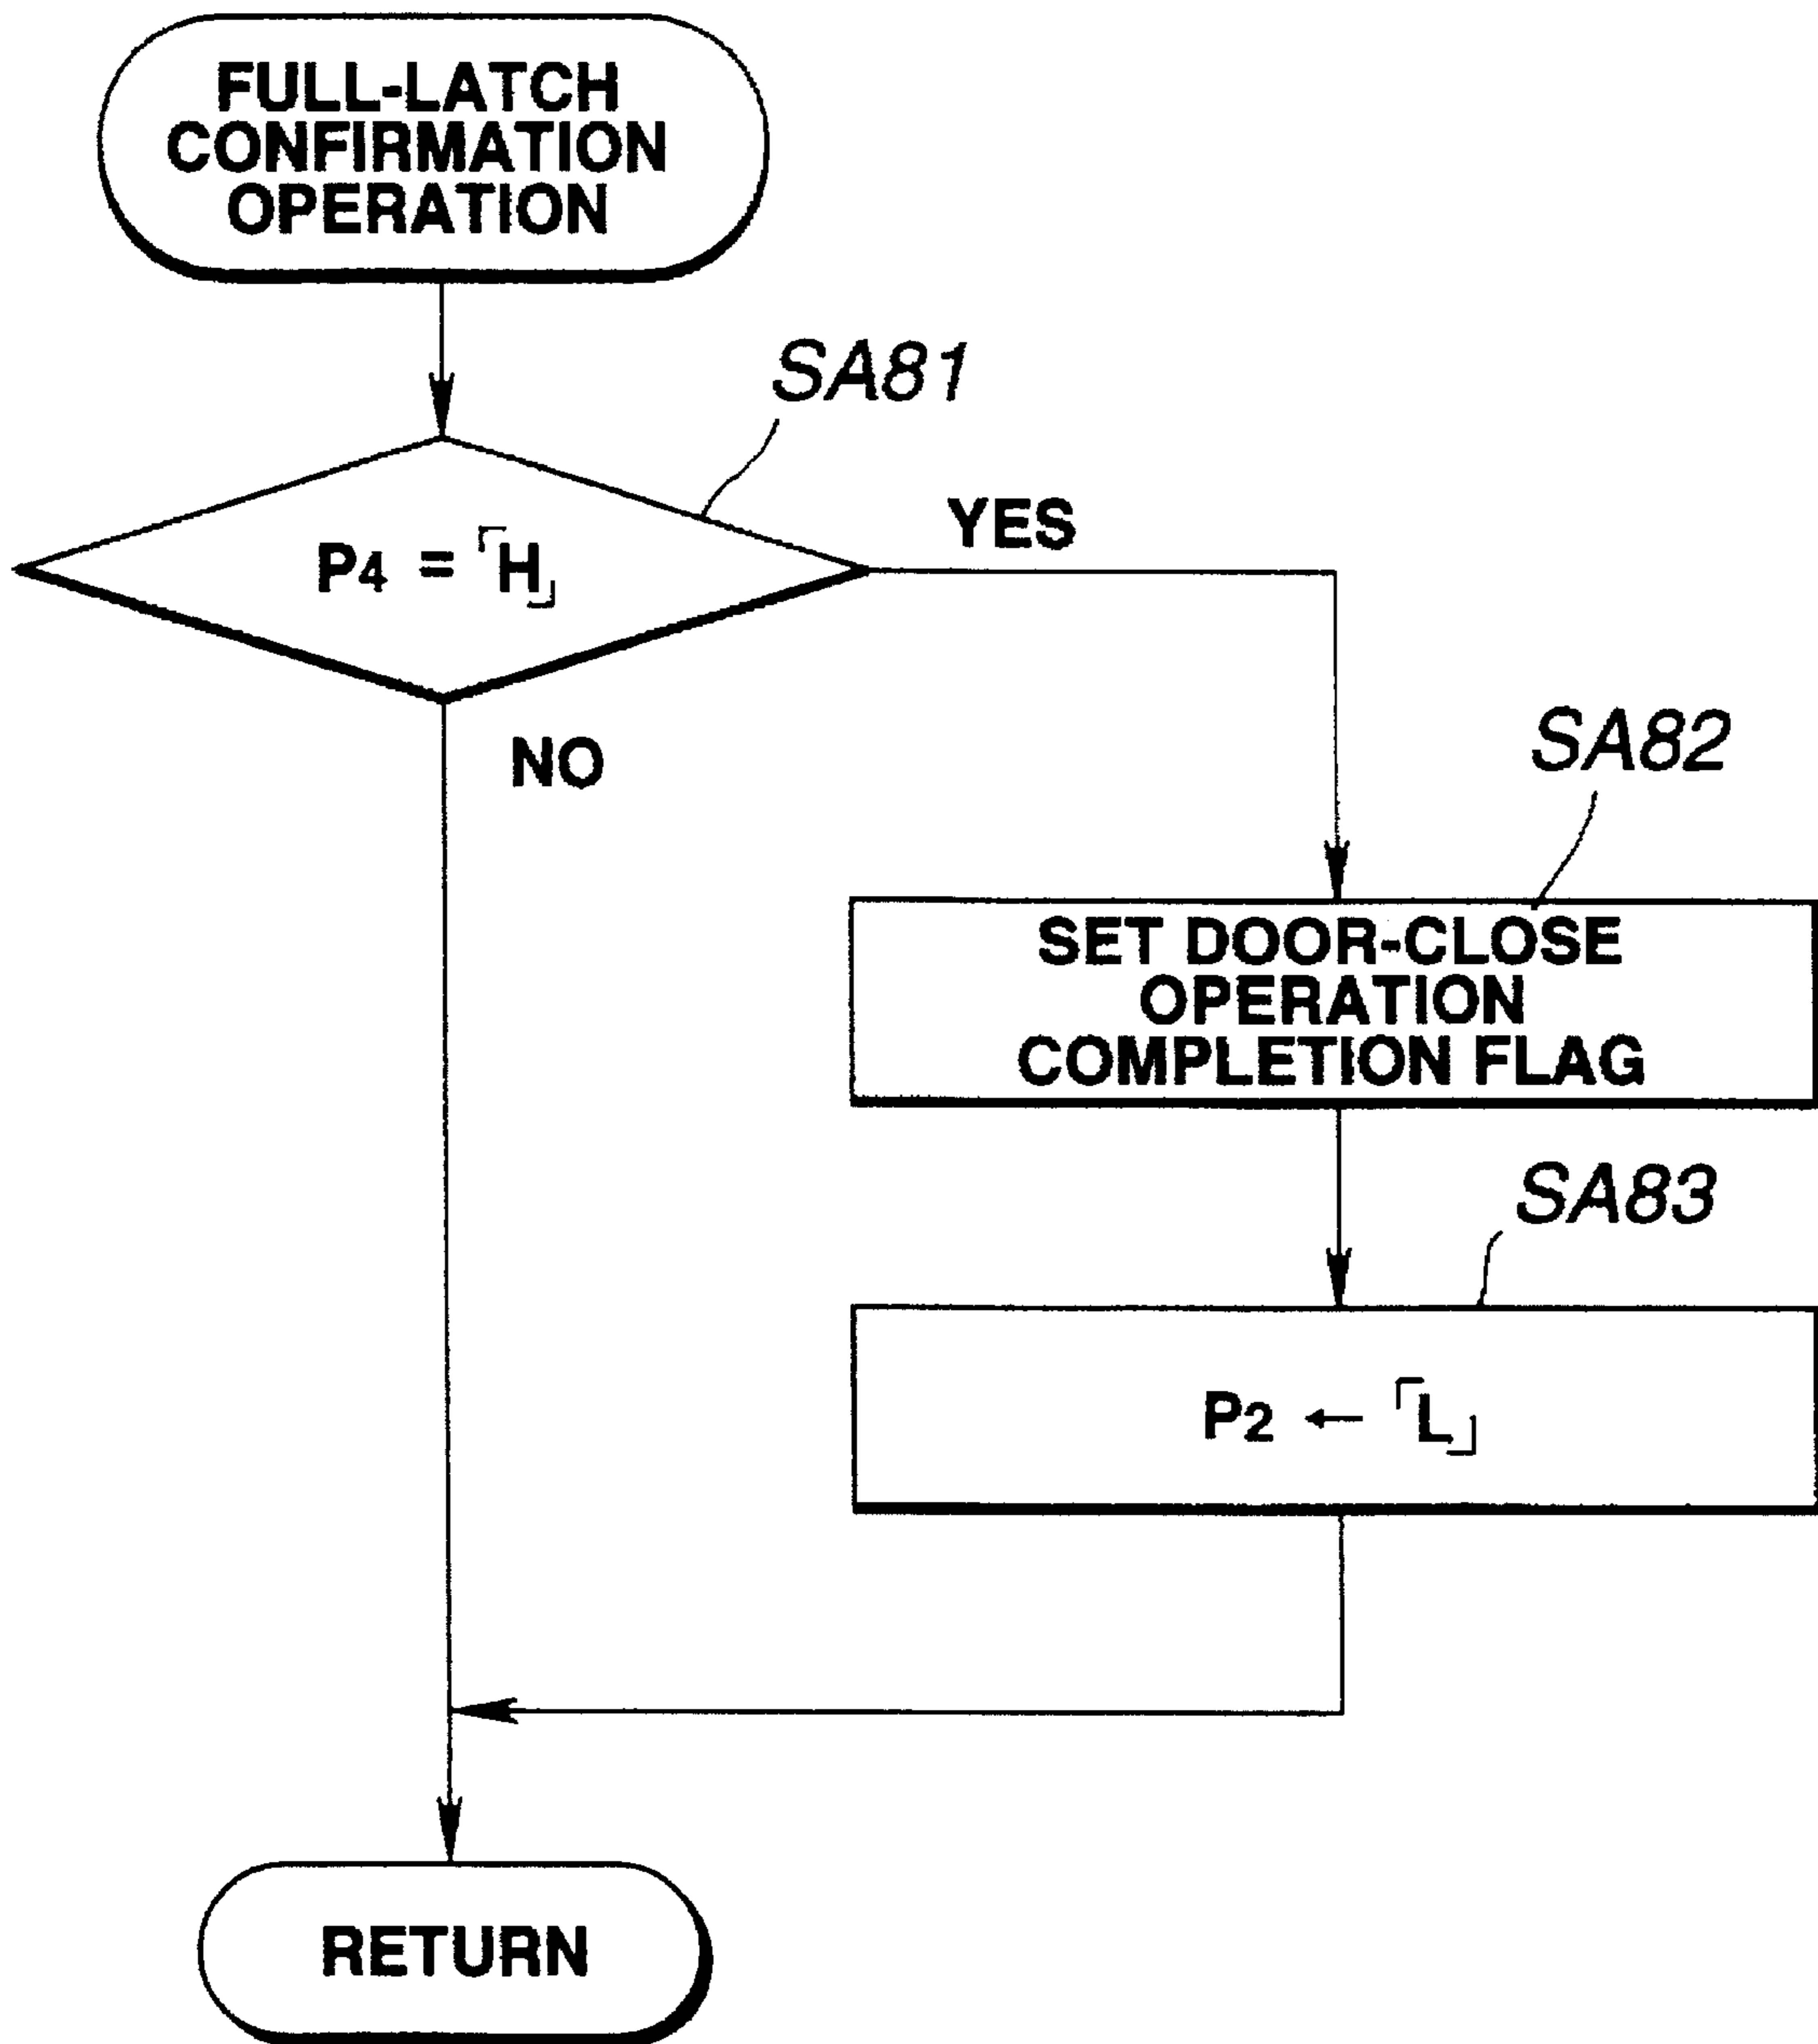 FULL-LATCH
CONFIRMATION
OPERATION
SA81
P4 = 「H」
YES
NO
SA82
SET DOOR-CLOSE
OPERATION
COMPLETION FLAG
SA83
P2 ← 「L」
RETURN